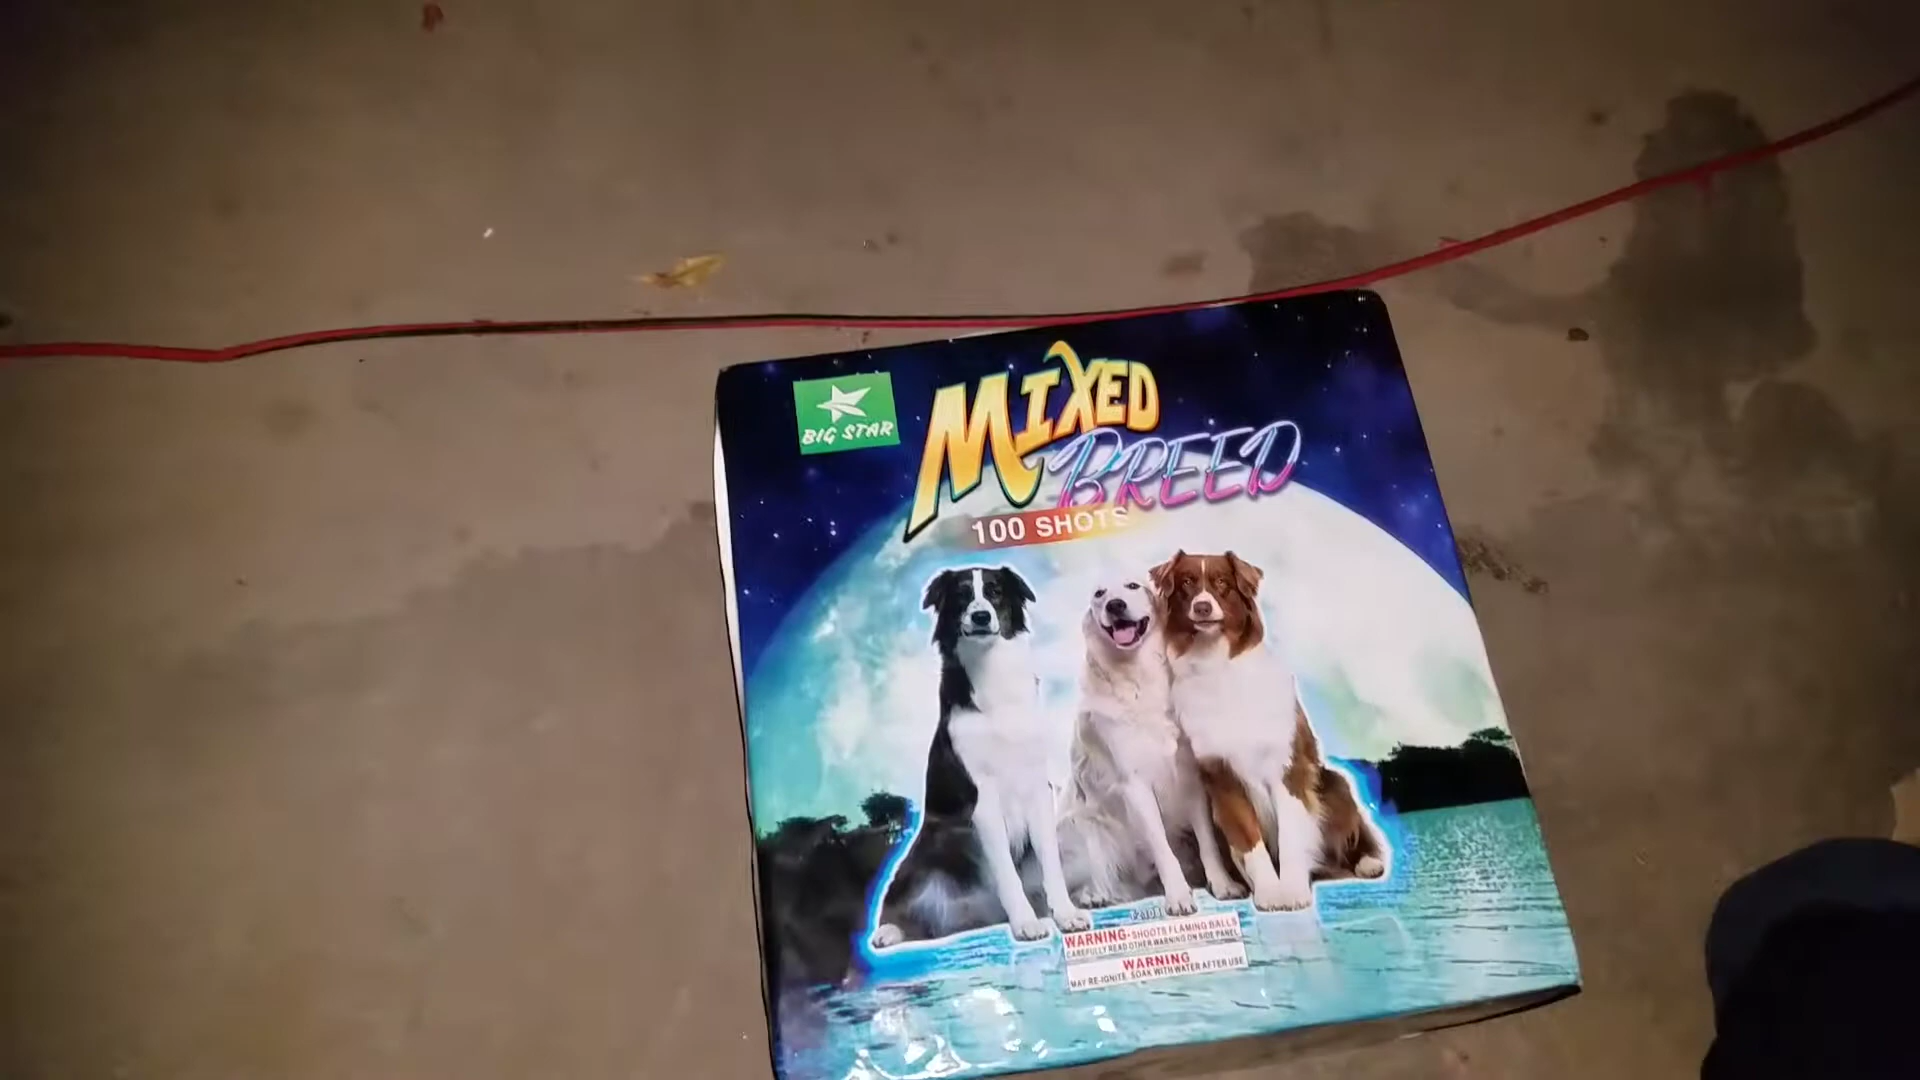 BIG STAR
MIXED
BREED
100 SHOTS
WARNING-SHOOTS FLAMING BALLS
CAREFULLY READ OTHER WARNING ON SIDE PANEL
WARNING
MAY RE-IGNITE. SOAK WITH WATER AFTER USE